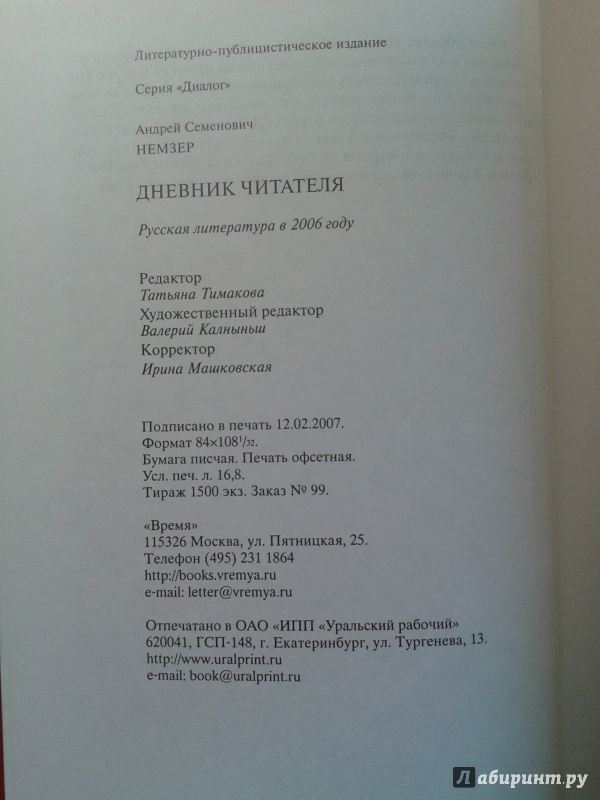 Литературно-публицистическое издание
Серия «Диалог»
Андрей Семенович
НЕМЗЕР
ДНЕВНИК ЧИТАТЕЛЯ
Русская литература в 2006 году
Редактор
Татьяна Тимакова
Художественный редактор
Валерий Калныньш
Корректор
Ирина Машковская
Подписано в печать 12.02.2007.
Формат 84×108¹/₃₂.
Бумага писчая. Печать офсетная.
Усл. печ. л. 16,8.
Тираж 1500 экз. Заказ № 99.
«Время»
115326 Москва, ул. Пятницкая, 25.
Телефон (495) 231 1864
http://books.vremya.ru
e-mail: letter@vremya.ru
Отпечатано в ОАО «ИПП «Уральский рабочий»
620041, ГСП-148, г. Екатеринбург, ул. Тургенева, 13.
http://www.uralprint.ru
e-mail: book@uralprint.ru
Лабиринт.ру